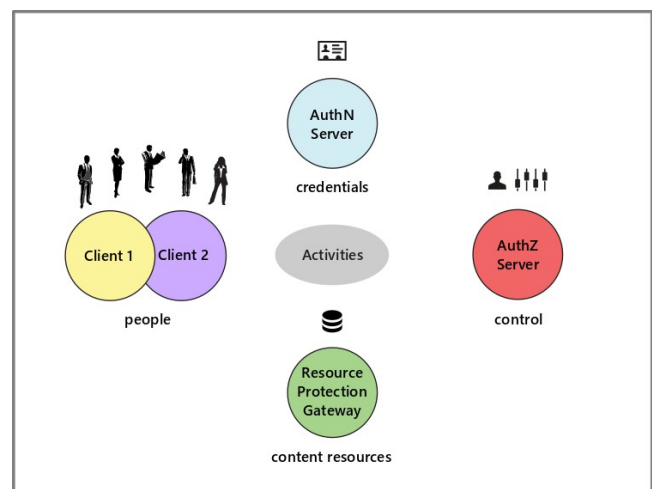 AuthN
Server
credentials
Client 1
Client 2
people
Activities
AuthZ
Server
control
Resource
Protection
Gateway
content resources